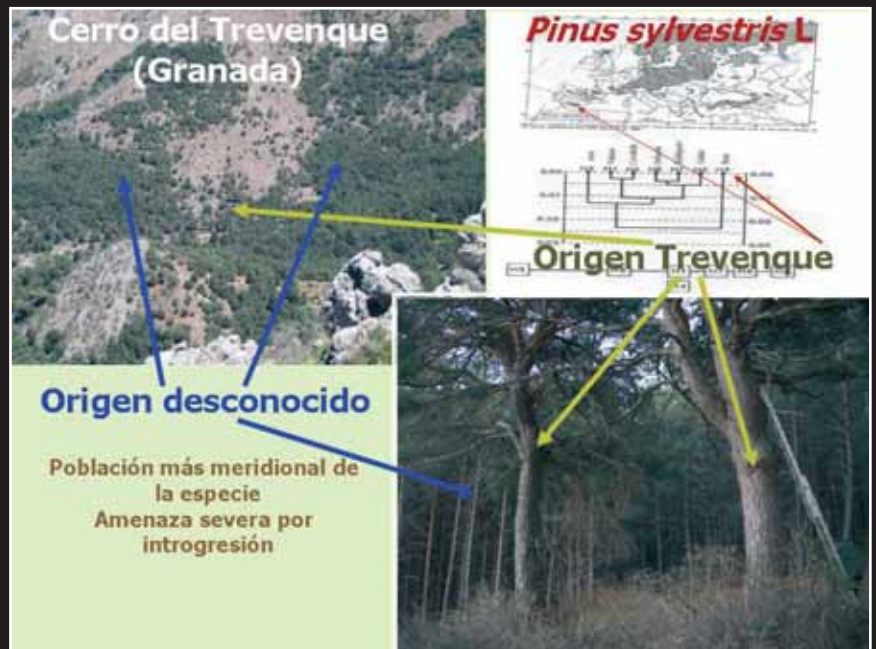 Cerro del Trevenque
(Granada)
Pinus sylvestris L
Origen Trevenque
Origen desconocido
Población más meridional de
la especie
Amenaza severa por
introgresión